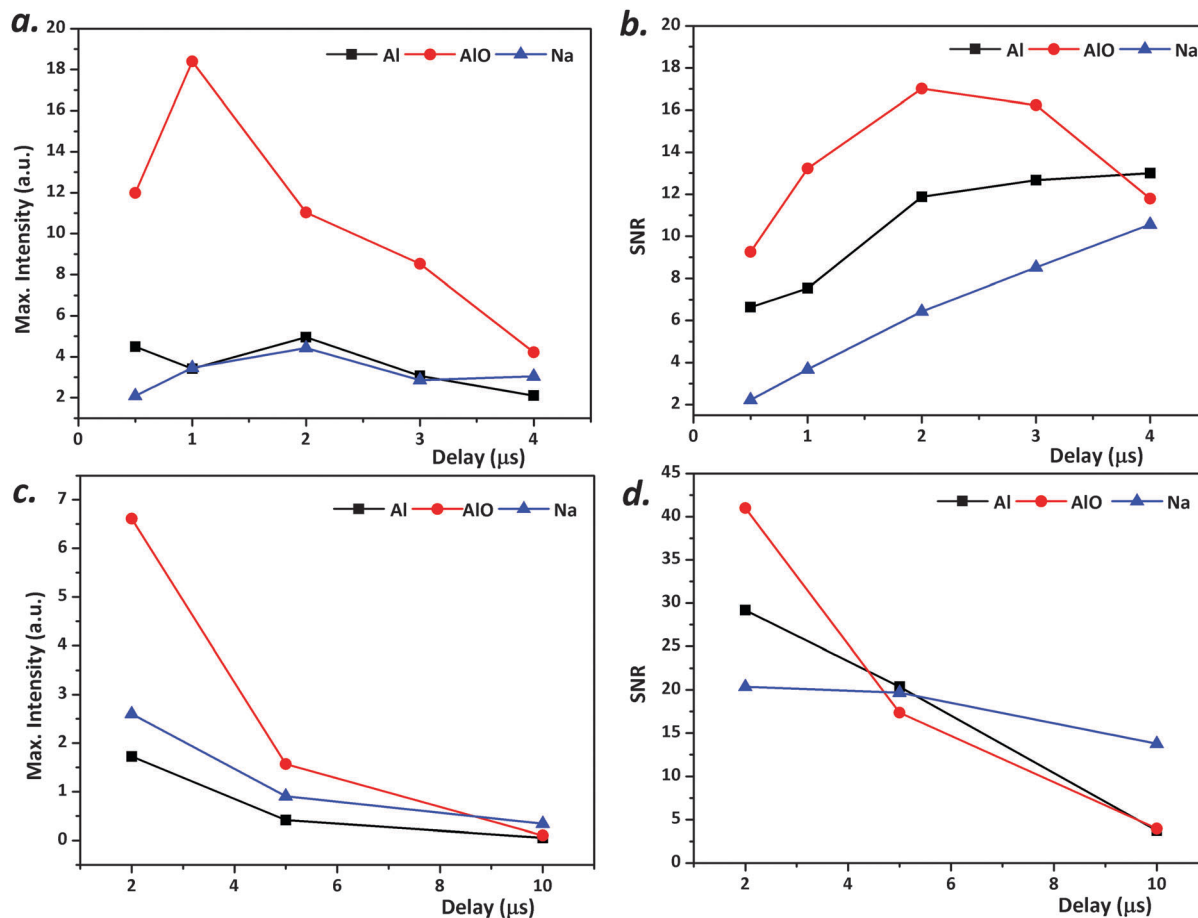 a.
Al AlO Na
Max. Intensity (a.u.)
20
18
16
14
12
10
8
6
4
2
0 1 2 3 4
Delay (μs)
b.
Al AlO Na
SNR
20
18
16
14
12
10
8
6
4
2
0 1 2 3 4
Delay (μs)
c.
Al AlO Na
Max. Intensity (a.u.)
7
6
5
4
3
2
1
0
2 4 6 8 10
Delay (μs)
d.
Al AlO Na
SNR
45
40
35
30
25
20
15
10
5
0
2 4 6 8 10
Delay (μs)